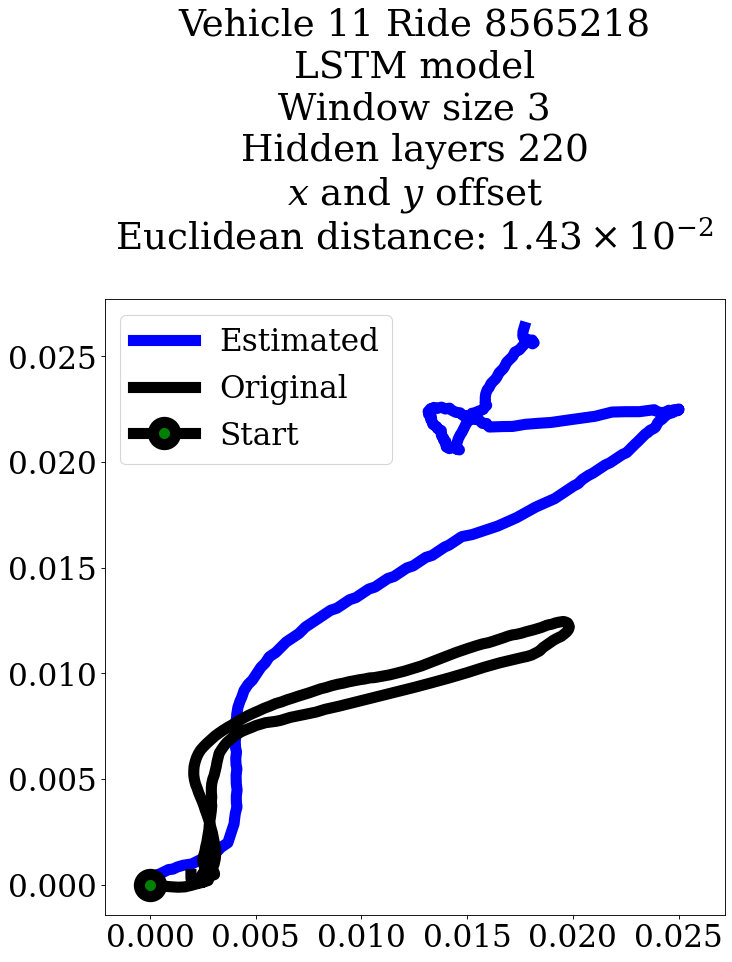 Vehicle 11 Ride 8565218
LSTM model
Window size 3
Hidden layers 220
x and y offset
Euclidean distance: 1.43 × 10⁻²
Estimated
Original
Start
0.025
0.020
0.015
0.010
0.005
0.000
0.000 0.005 0.010 0.015 0.020 0.025